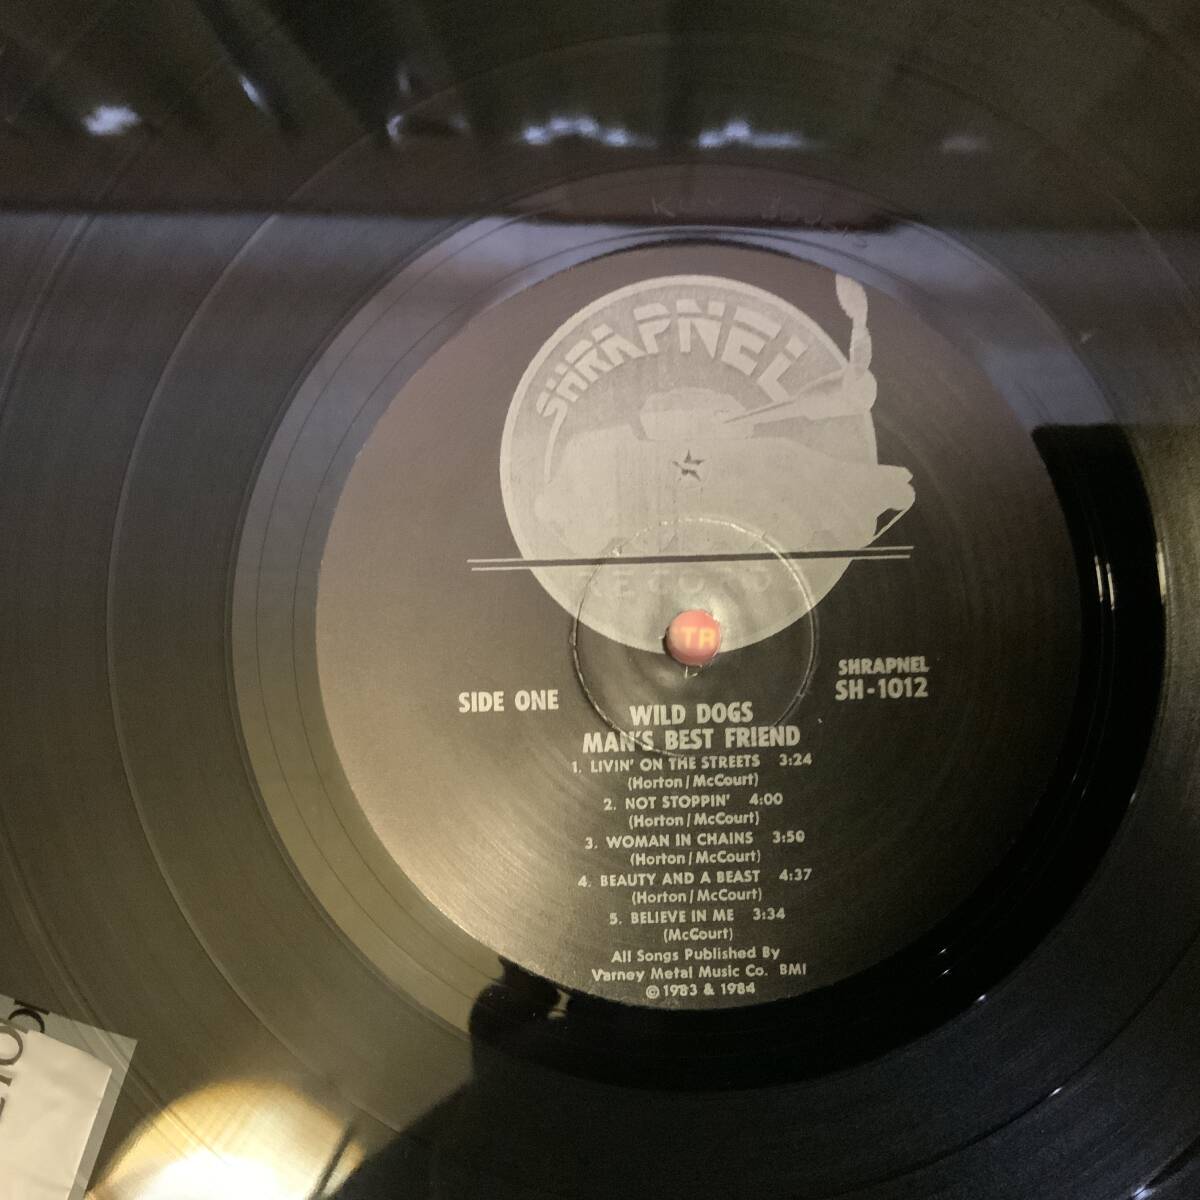 SHRAPNEL
RECORD
TR
SIDE ONE
SHRAPNEL
SH-1012
WILD DOGS
MAN'S BEST FRIEND
1. LIVIN' ON THE STREETS 3:24
(Horton/McCourt)
2. NOT STOPPIN' 4:00
(Horton/McCourt)
3. WOMAN IN CHAINS 3:50
(Horton/McCourt)
4. BEAUTY AND A BEAST 4:37
(Horton/McCourt)
5. BELIEVE IN ME 3:34
(McCourt)
All Songs Published By
Varney Metal Music Co. BMI
©1983 & 1984